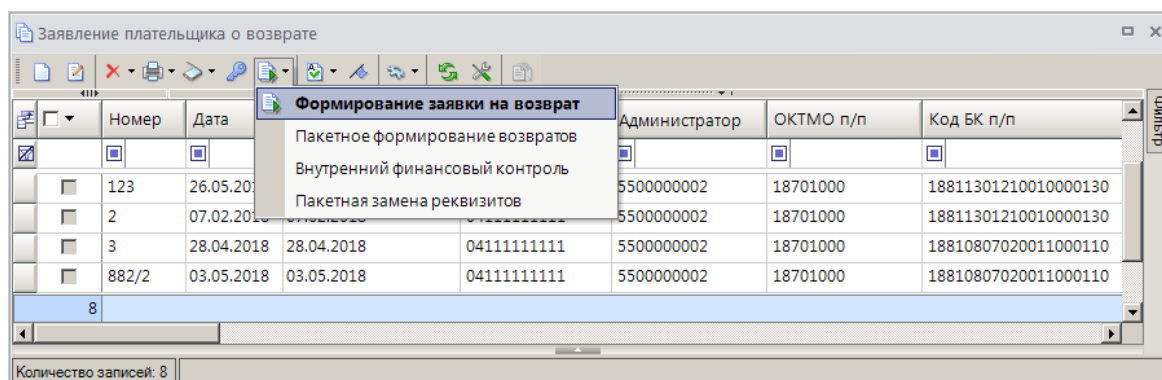 Заявление плательщика о возврате
Формирование заявки на возврат
Пакетное формирование возвратов
Внутренний финансовый контроль
Пакетная замена реквизитов
Номер Дата Администратор ОКТМО п/п Код БК п/п
Фильтр
123 26.05.201 5500000002 18701000 18811301210010000130
2 07.02.2018 5500000002 18701000 18811301210010000130
3 28.04.2018 28.04.2018 04111111111 5500000002 18701000 18810807020011000110
882/2 03.05.2018 03.05.2018 04111111111 5500000002 18701000 18810807020011000110
8
Количество записей: 8